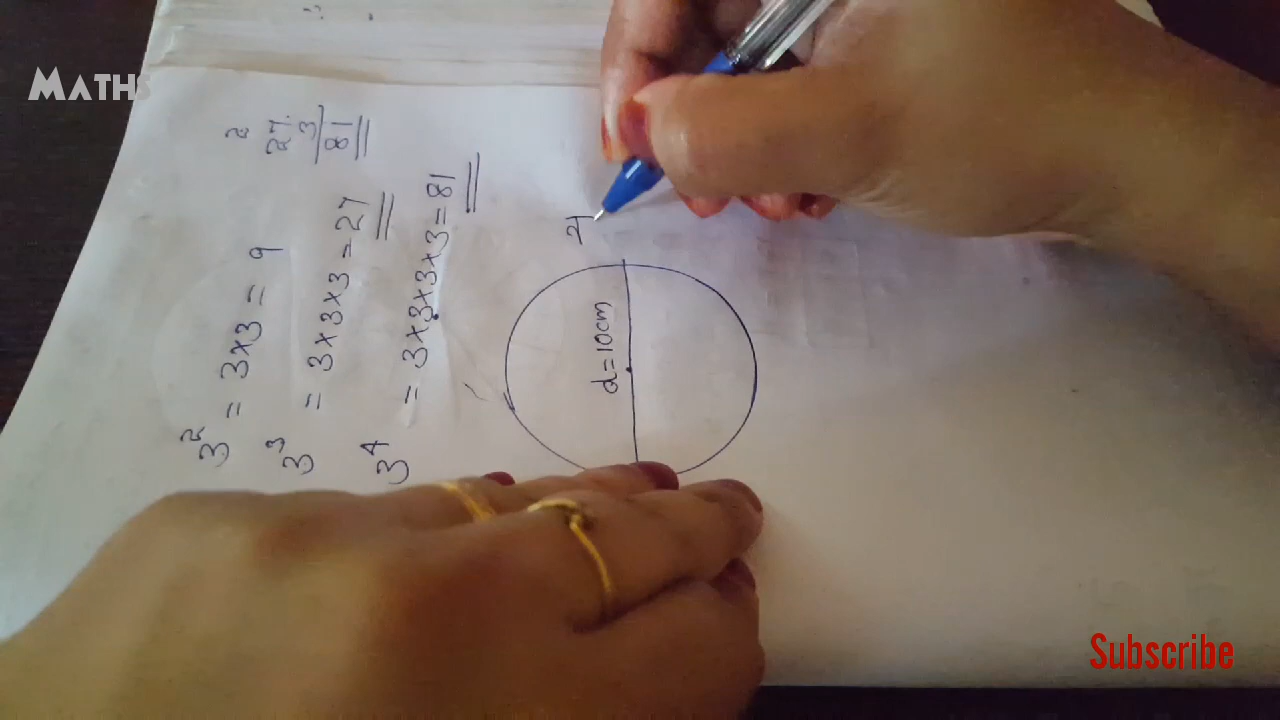 MATHS
3² = 3×3 = 9
3³ = 3×3×3 = 27
3⁴ = 3×3×3×3 = 81
2
27
3
81
d=10cm
Subscribe